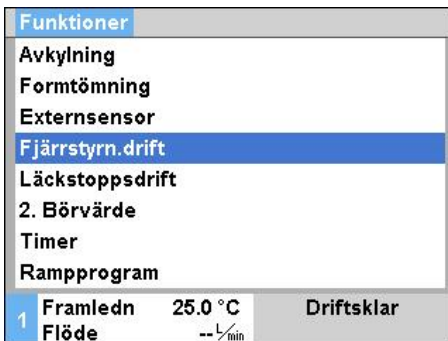 Funktioner
Avkylning
Formtömning
Externsensor
Fjärrstyrn.drift
Läckstoppsdrift
2. Börvärde
Timer
Rampprogram
1 Framledn 25.0 °C Driftsklar
Flöde -- L/min